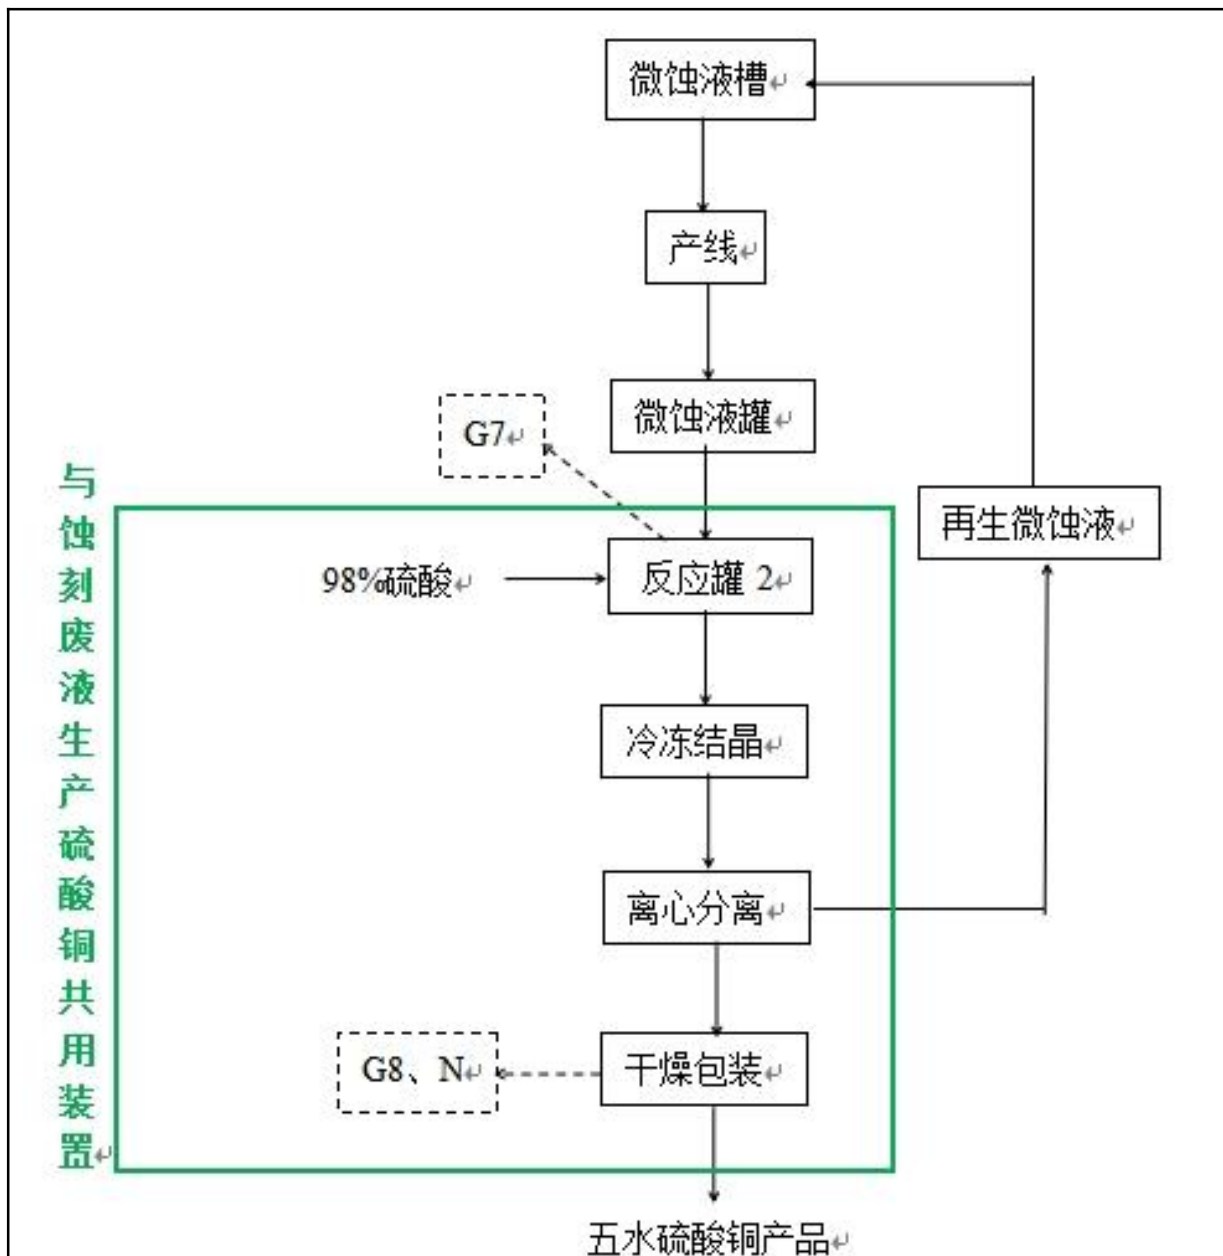 微蚀液槽
产线
微蚀液罐
G7
与蚀刻废液生产硫酸铜共用装置
再生微蚀液
98%硫酸
反应罐 2
冷冻结晶
离心分离
G8、N
干燥包装
五水硫酸铜产品